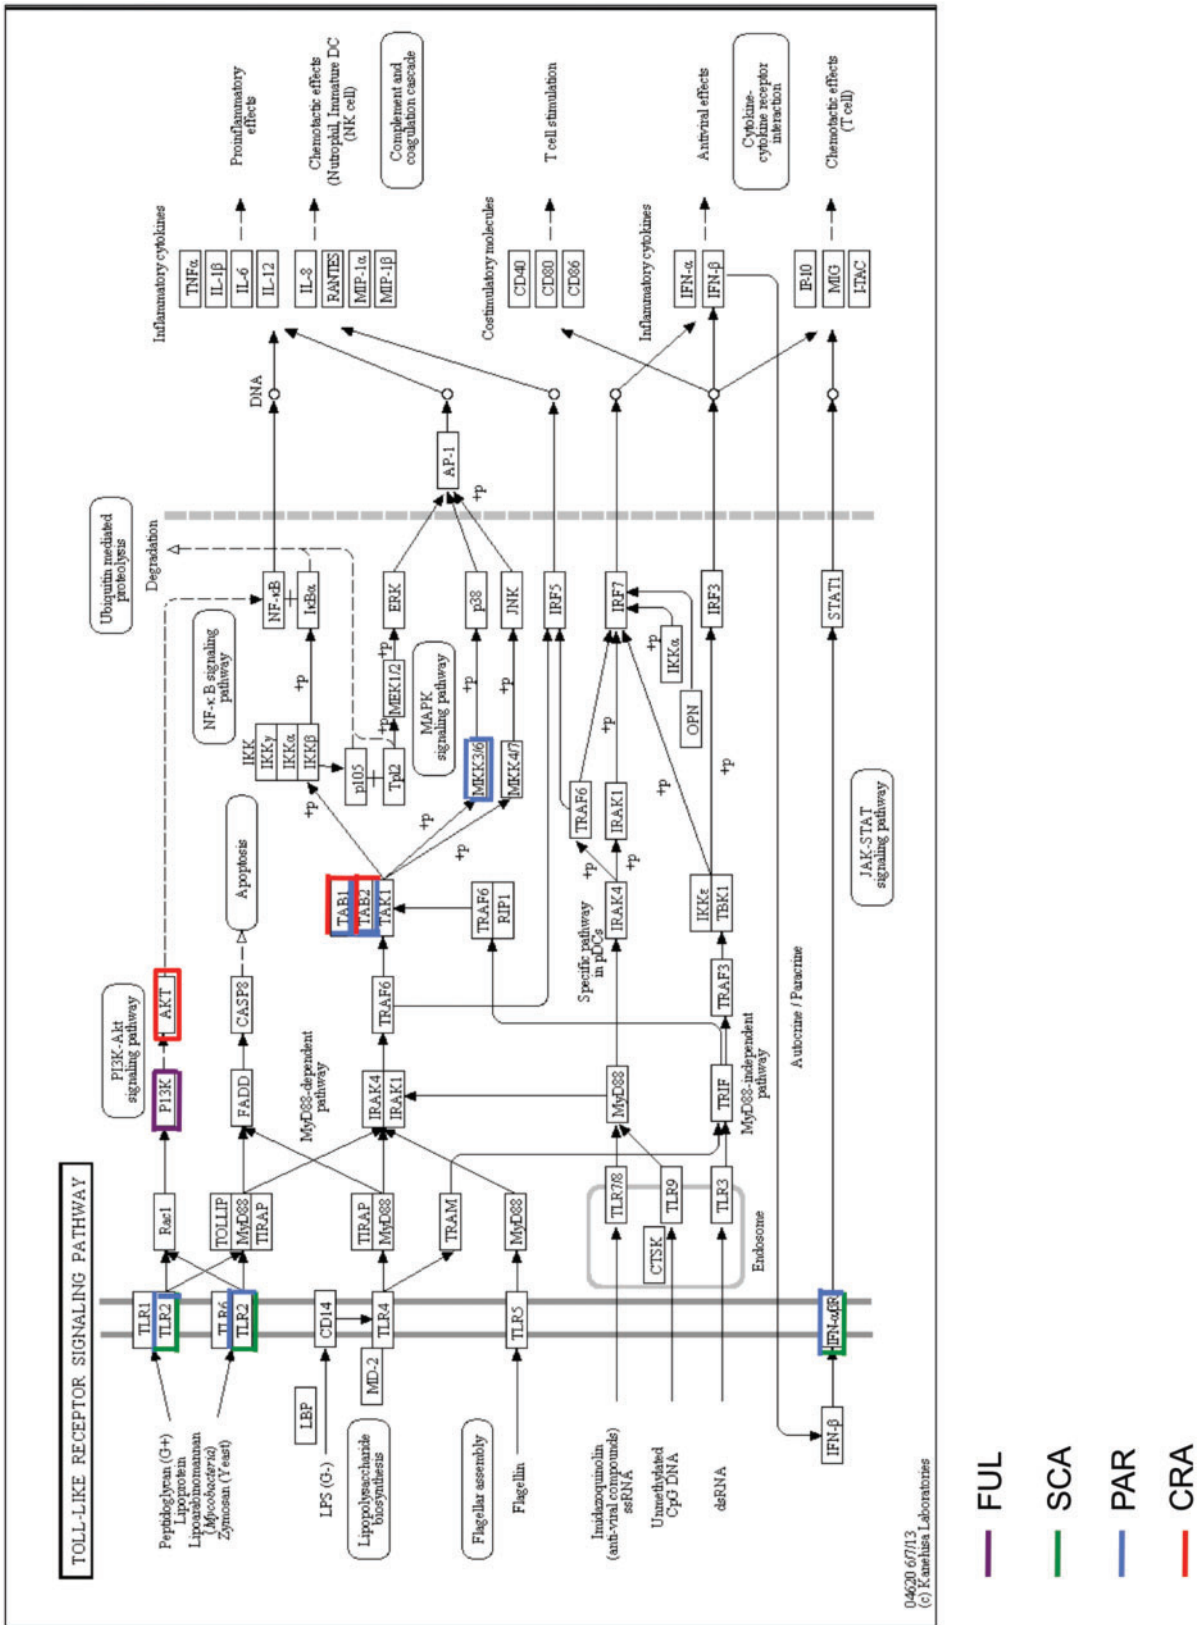 TOLL-LIKE RECEPTOR SIGNALING PATHWAY
Peptidoglycan (G+)
Lipoprotein
Lipoarabinomannan
(Mycobacteria)
Zymosan (Yeast)
TLR1
TLR2
TLR6
TLR2
Rac1
TOLLIP
MyD88
TIRAP
PI3K-Akt
signaling pathway
PI3K
AKT
FADD
CASP8
Apoptosis
MyD88-dependent
pathway
LBP
LPS (G-)
CD14
Lipopolysaccharide
biosynthesis
MD-2
TLR4
TIRAP
MyD88
TRAM
IRAK4
IRAK1
TRAF6
TAB1
TAB2
TAK1
TRAF6
RIP1
Flagellar assembly
Flagellin
TLR5
MyD88
Ubiquitin mediated
proteolysis
Degradation
NF-κB signaling
pathway
IKK
IKKγ
IKKα
IKKβ
+p
+p
NF-κB
IκBα
p105
Tpl2
+p
MEK1/2
+p
ERK
MAPK
signaling pathway
+p
MKK3/6
+p
p38
+p
MKK4/7
+p
JNK
+p
AP-1
DNA
IRF5
Imidazoquinolin
(anti-viral compounds)
ssRNA
Unmethylated
CpG DNA
dsRNA
TLR7/8
CTSK
TLR9
TLR3
Endosome
MyD88
TRIF
MyD88-independent
pathway
Specific pathway
in pDCs
IRAK4
+p
TRAF6
+p
IRAK1
+p
+p
IRF7
+p
IKKα
OPN
TRAF3
IKKε
TBK1
+p
IRF3
Autocrine / Paracrine
IFN-β
IFN-αβR
JAK-STAT
signaling pathway
STAT1
Inflammatory cytokines
TNFα
IL-1β
IL-6
IL-12
Proinflammatory
effects
IL-8
RANTES
MIP-1α
MIP-1β
Chemotactic effects
(Nutrophil, Immature DC)
(NK cell)
Complement and
coagulation cascade
Costimulatory molecules
CD40
CD80
CD86
T cell stimulation
Inflammatory cytokines
IFN-α
IFN-β
Antiviral effects
Cytokine-
cytokine receptor
interaction
IP-10
MIG
I-TAC
Chemotactic effects
(T cell)
04620 6/7/13
(c) Kanehisa Laboratories
FUL
SCA
PAR
CRA